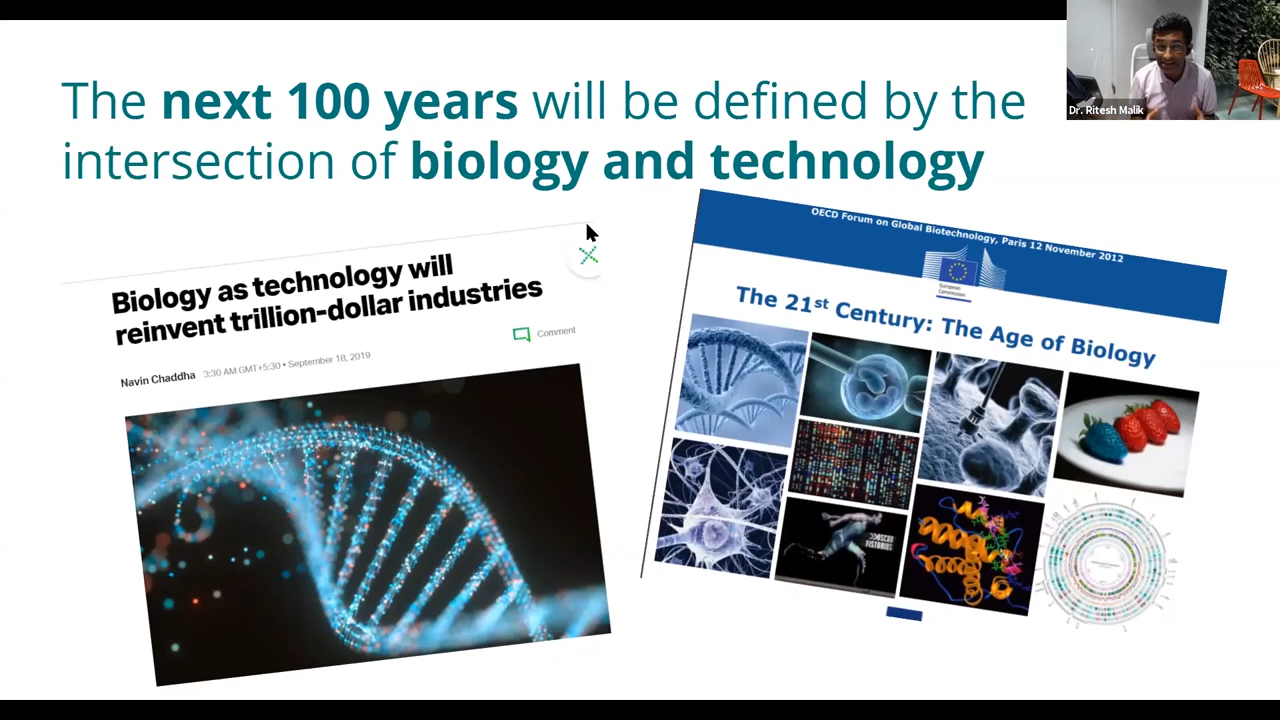 The next 100 years will be defined by the
intersection of biology and technology
Dr. Ritesh Malik
Biology as technology will
reinvent trillion-dollar industries
Comment
Navin Chaddha 3:30 AM GMT+5:30 • September 18, 2019
OECD Forum on Global Biotechnology, Paris 12 November 2012
European
Commission
The 21st Century: The Age of Biology